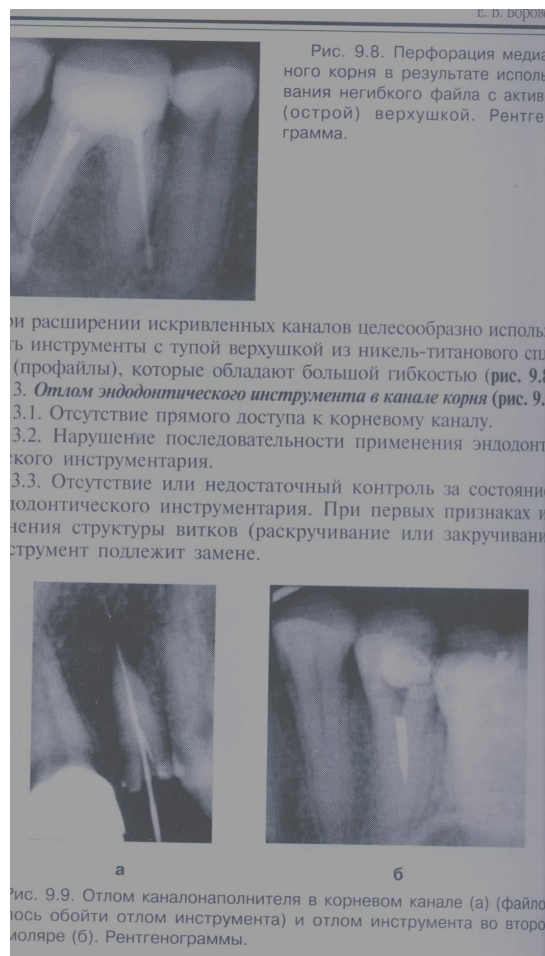 Е. В. Боров
Рис. 9.8. Перфорация медиа
ного корня в результате исполь
вания негибкого файла с актив
(острой) верхушкой. Рентге
грамма.
ри расширении искривленных каналов целесообразно исполь
ть инструменты с тупой верхушкой из никель-титанового спл
(профайлы), которые обладают большой гибкостью (рис. 9.8
3. Отлом эндодонтического инструмента в канале корня (рис. 9.
3.1. Отсутствие прямого доступа к корневому каналу.
3.2. Нарушение последовательности применения эндодонт
ского инструментария.
3.3. Отсутствие или недостаточный контроль за состояние
додонтического инструментария. При первых признаках и
нения структуры витков (раскручивание или закручивани
струмент подлежит замене.
а
б
Рис. 9.9. Отлом каналонаполнителя в корневом канале (а) (файло
лось обойти отлом инструмента) и отлом инструмента во второ
моляре (б). Рентгенограммы.